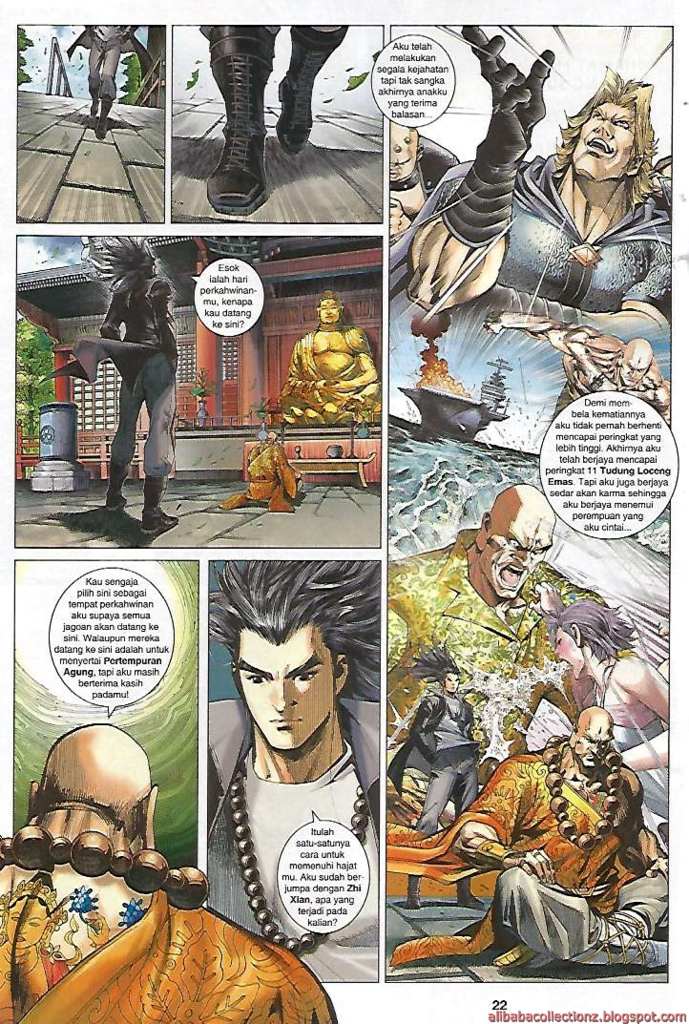 Esok
ialah hari
perkahwinan-
mu, kenapa
kau datang
ke sini?
Kau sengaja
pilih sini sebagai
tempat perkahwinan
aku supaya semua
jagoan akan datang ke
sini. Walaupun mereka
datang ke sini adalah untuk
menyertai Pertempuran
Agung, tapi aku masih
berterima kasih
padamu!
Itulah
satu-satunya
cara untuk
memenuhi hajat
mu. Aku sudah ber-
jumpa dengan Zhi
Xian, apa yang
terjadi pada
kalian?
Aku telah
melakukan
segala kejahatan
tapi tak sangka
akhirnya anakku
yang terima
balasan...
Demi mem-
bela kematiannya
aku tidak pernah berhenti
mencapai peringkat yang
lebih tinggi. Akhirnya aku
telah berjaya mencapai
peringkat 11 Tudung Loceng
Emas. Tapi aku juga berjaya
sedar akan karma sehingga
aku berjaya menemui
perempuan yang
aku cintai...
22
alibabacollectionz.blogspot.com